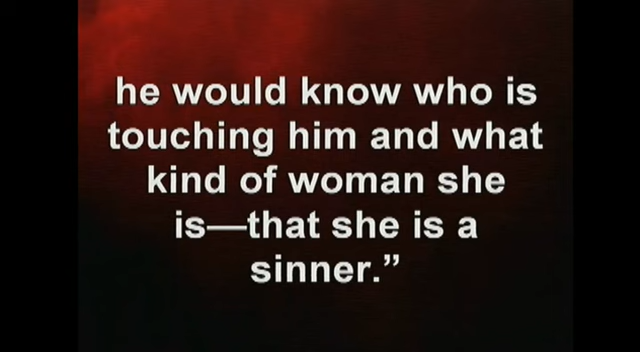 he would know who is
touching him and what
kind of woman she
is—that she is a
sinner.”